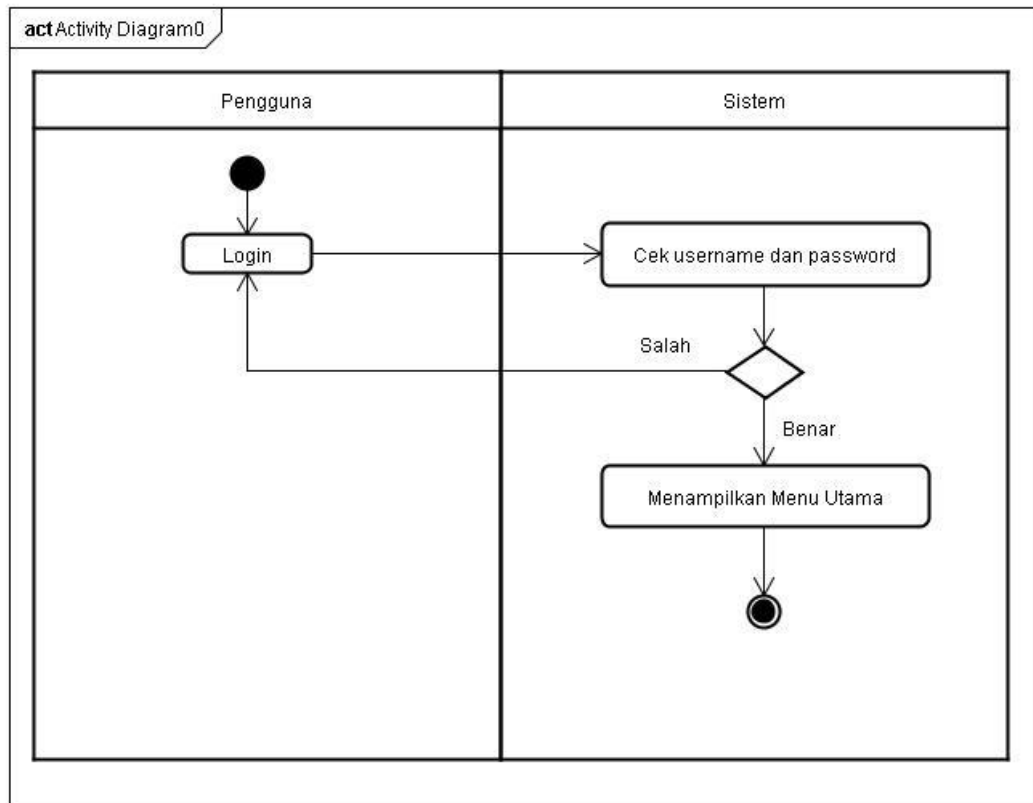 act Activity Diagram0
Pengguna
Sistem
Login
Cek username dan password
Salah
Benar
Menampilkan Menu Utama